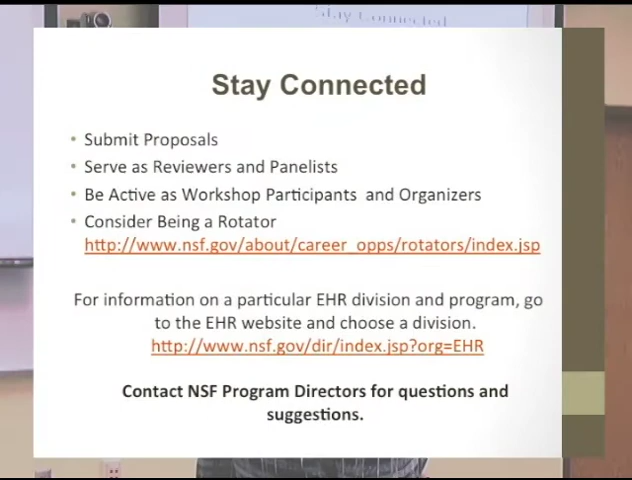 Stay Connected
Stay Connected
• Submit Proposals
• Serve as Reviewers and Panelists
• Be Active as Workshop Participants and Organizers
• Consider Being a Rotator
http://www.nsf.gov/about/career_opps/rotators/index.jsp
For information on a particular EHR division and program, go
to the EHR website and choose a division.
http://www.nsf.gov/dir/index.jsp?org=EHR
Contact NSF Program Directors for questions and
suggestions.